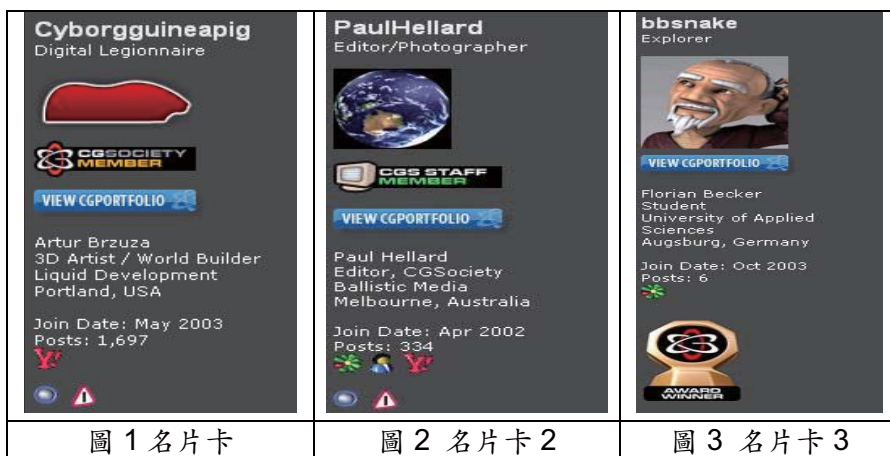 Cyborgguineapig
Digital Legionnaire
CGSOCIETY
MEMBER
VIEW CGPORTFOLIO
Artur Brzuza
3D Artist / World Builder
Liquid Development
Portland, USA
Join Date: May 2003
Posts: 1,697
圖 1 名片卡
PaulHellard
Editor/Photographer
CGS STAFF
MEMBER
VIEW CGPORTFOLIO
Paul Hellard
Editor, CGSociety
Ballistic Media
Melbourne, Australia
Join Date: Apr 2002
Posts: 334
圖 2 名片卡 2
bbsnake
Explorer
VIEW CGPORTFOLIO
Florian Becker
Student
University of Applied
Sciences
Augsburg, Germany
Join Date: Oct 2003
Posts: 6
AWARD
WINNER
圖 3 名片卡 3